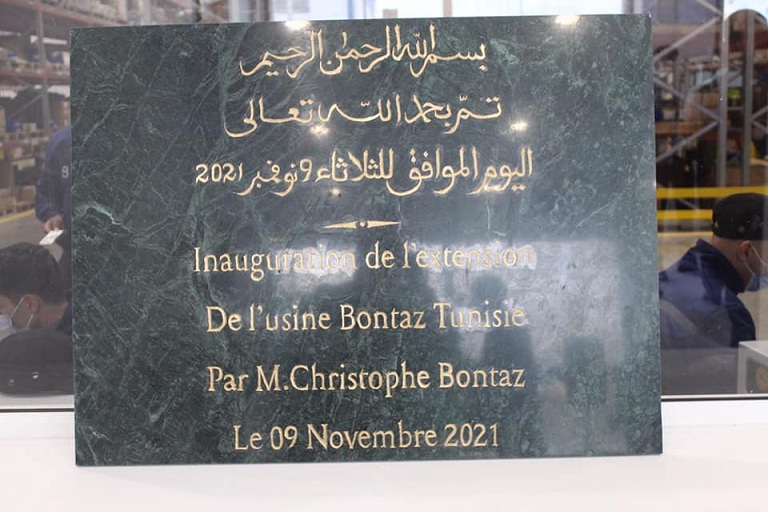 بسم الله الرحمن الرحيم
تمّ بحمد اللّه تعالى
اليوم الموافق للثلاثاء 9 نوفمبر 2021
Inauguration de l'extension
De l'usine Bontaz Tunisie
Par M.Christophe Bontaz
Le 09 Novembre 2021